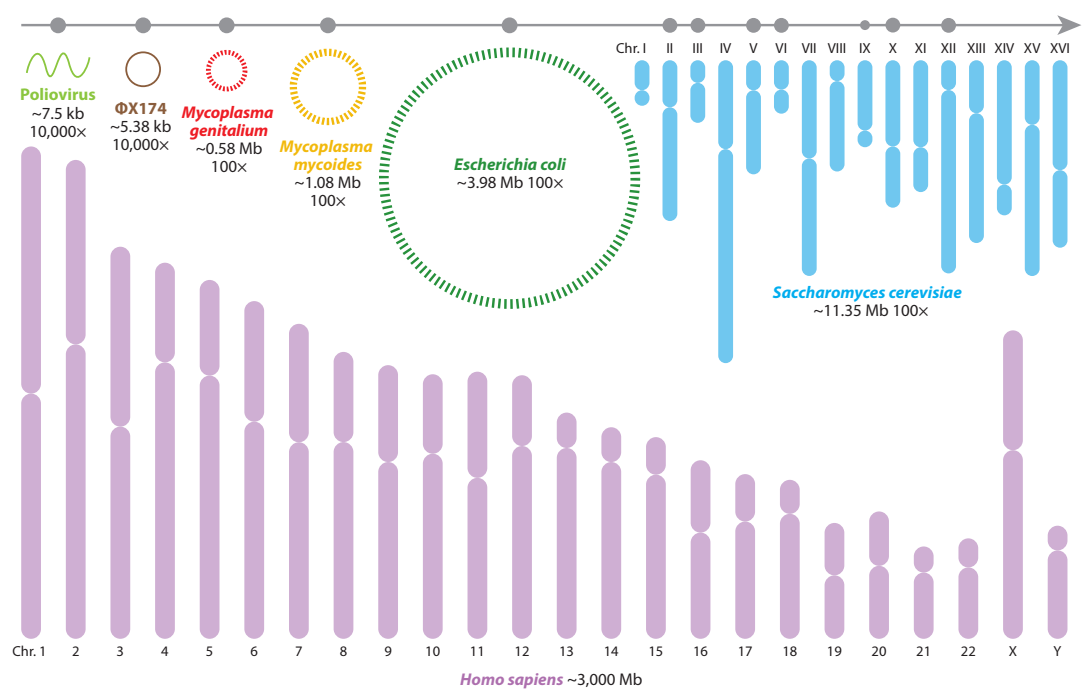 Chr. I II III IV V VI VII VIII IX X XI XII XIII XIV XV XVI
Poliovirus
~7.5 kb
10,000×
ΦX174
~5.38 kb
10,000×
Mycoplasma
genitalium
~0.58 Mb
100×
Mycoplasma
mycoides
~1.08 Mb
100×
Escherichia coli
~3.98 Mb 100×
Saccharomyces cerevisiae
~11.35 Mb 100×
Chr. 1 2 3 4 5 6 7 8 9 10 11 12 13 14 15 16 17 18 19 20 21 22 X Y
Homo sapiens ~3,000 Mb